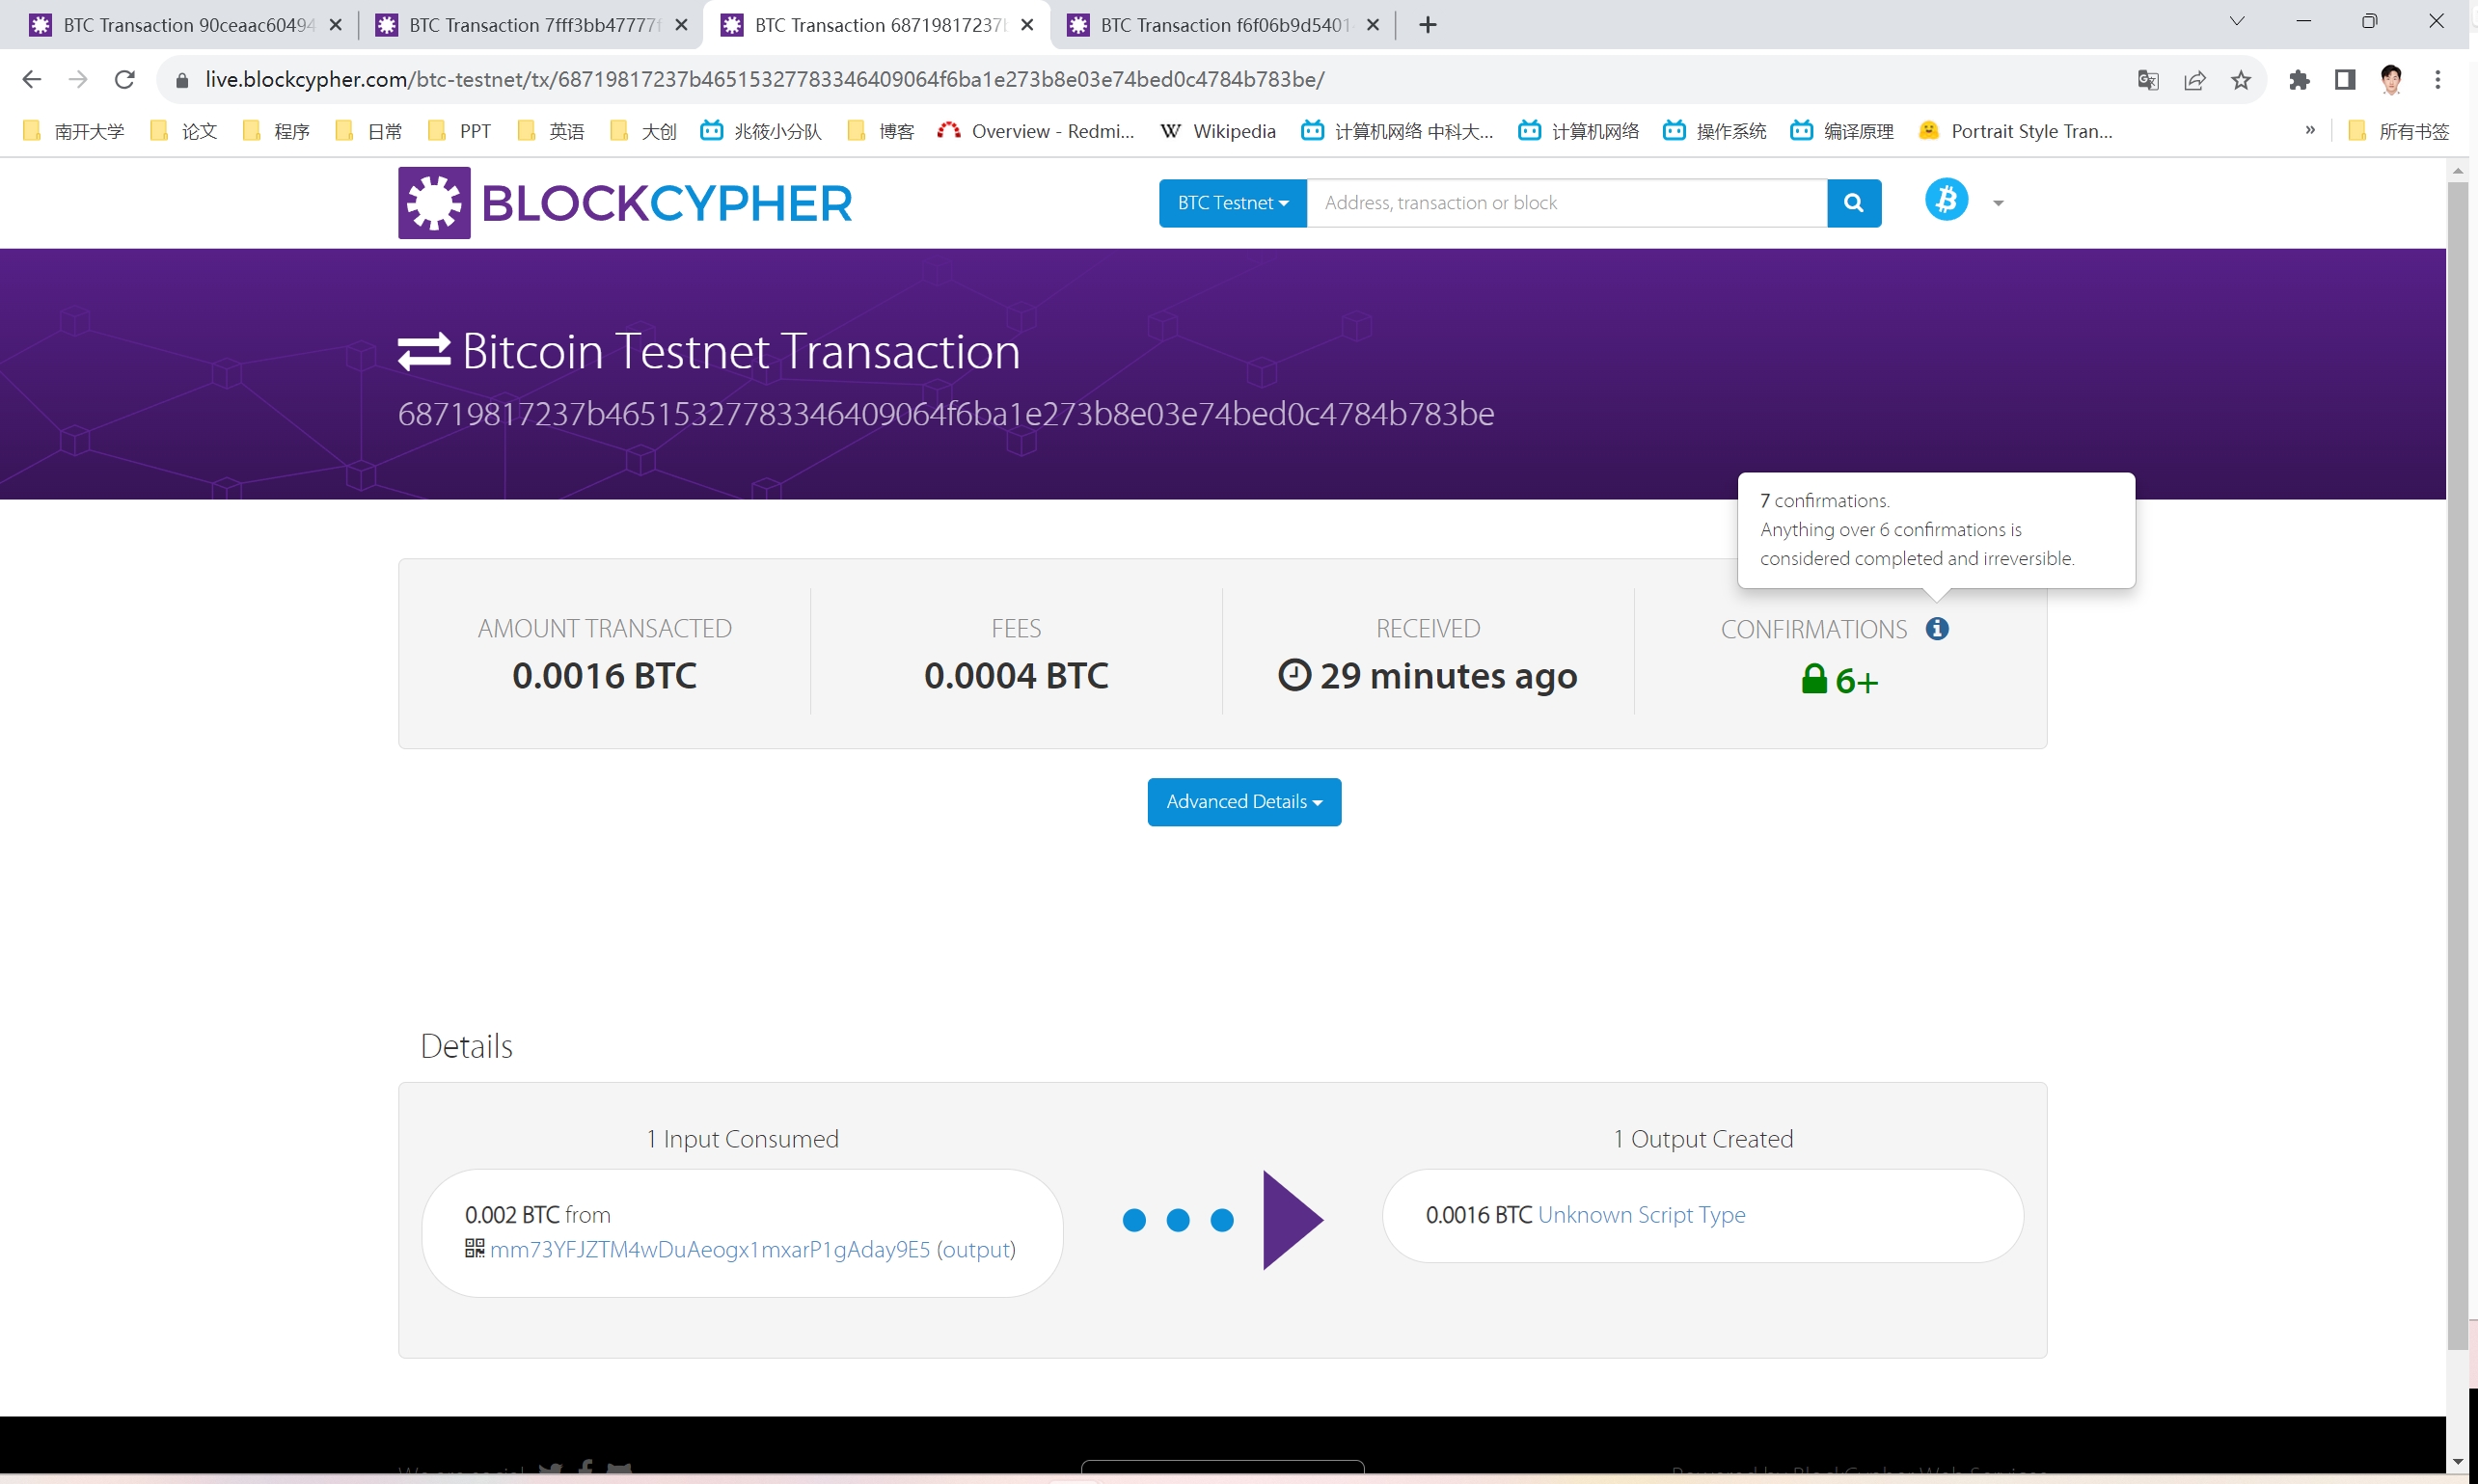 BTC Transaction 90ceaac60494
BTC Transaction 7fff3bb47777f
BTC Transaction 68719817237b
BTC Transaction f6f06b9d5401
live.blockcypher.com/btc-testnet/tx/68719817237b46515327783346409064f6ba1e273b8e03e74bed0c4784b783be/
南开大学 论文 程序 日常 PPT 英语 大创 兆筱小分队 博客 Overview - Redmi... W Wikipedia 计算机网络 中科大... 计算机网络 操作系统 编译原理 Portrait Style Tran... » 所有书签
BLOCKCYPHER
BTC Testnet
Address, transaction or block
Bitcoin Testnet Transaction
68719817237b46515327783346409064f6ba1e273b8e03e74bed0c4784b783be
7 confirmations.
Anything over 6 confirmations is
considered completed and irreversible.
AMOUNT TRANSACTED
0.0016 BTC
FEES
0.0004 BTC
RECEIVED
29 minutes ago
CONFIRMATIONS
6+
Advanced Details
Details
1 Input Consumed
0.002 BTC from
mm73YFJZTM4wDuAeogx1mxarP1gAday9E5 (output)
1 Output Created
0.0016 BTC Unknown Script Type